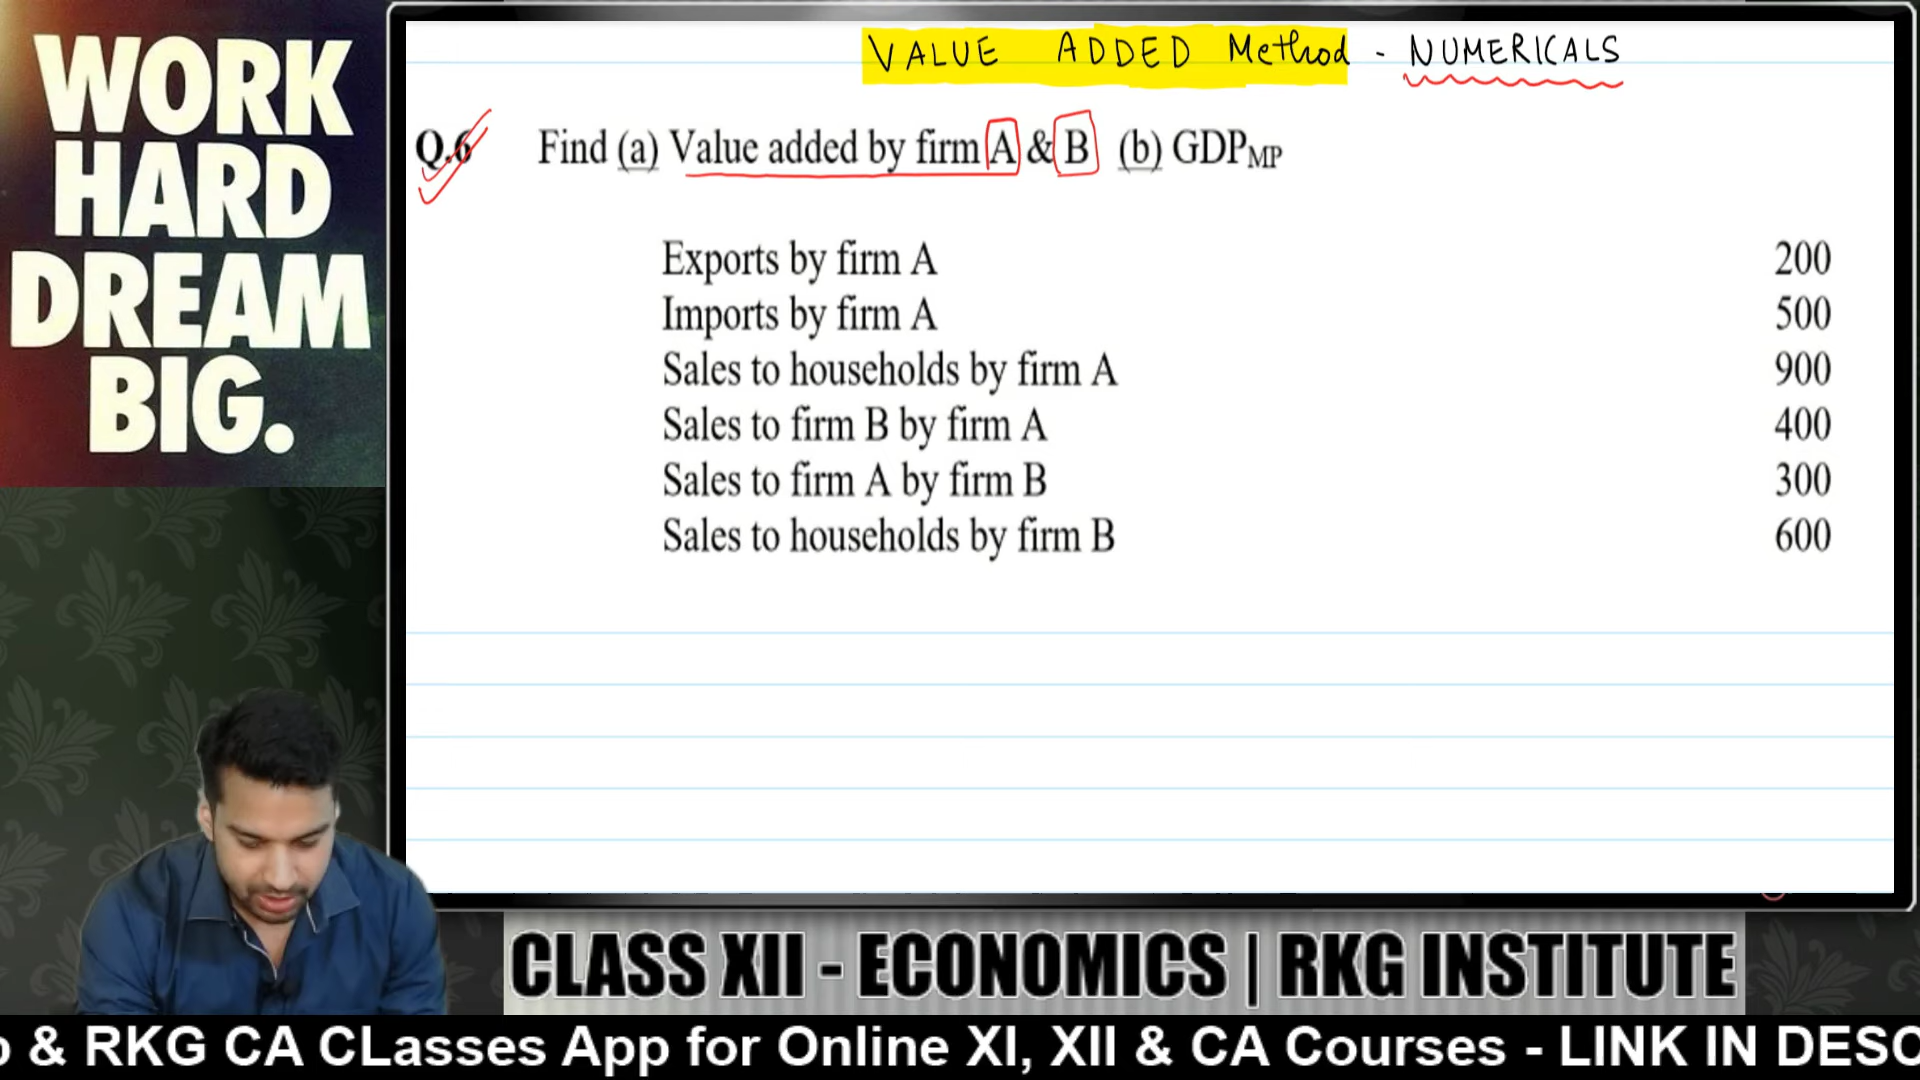 WORK
HARD
DREAM
BIG.
VALUE ADDED Method - NUMERICALS
Q.6 Find (a) Value added by firm A & B (b) GDPMP
Exports by firm A 200
Imports by firm A 500
Sales to households by firm A 900
Sales to firm B by firm A 400
Sales to firm A by firm B 300
Sales to households by firm B 600
CLASS XII - ECONOMICS | RKG INSTITUTE
& RKG CA CLasses App for Online XI, XII & CA Courses - LINK IN